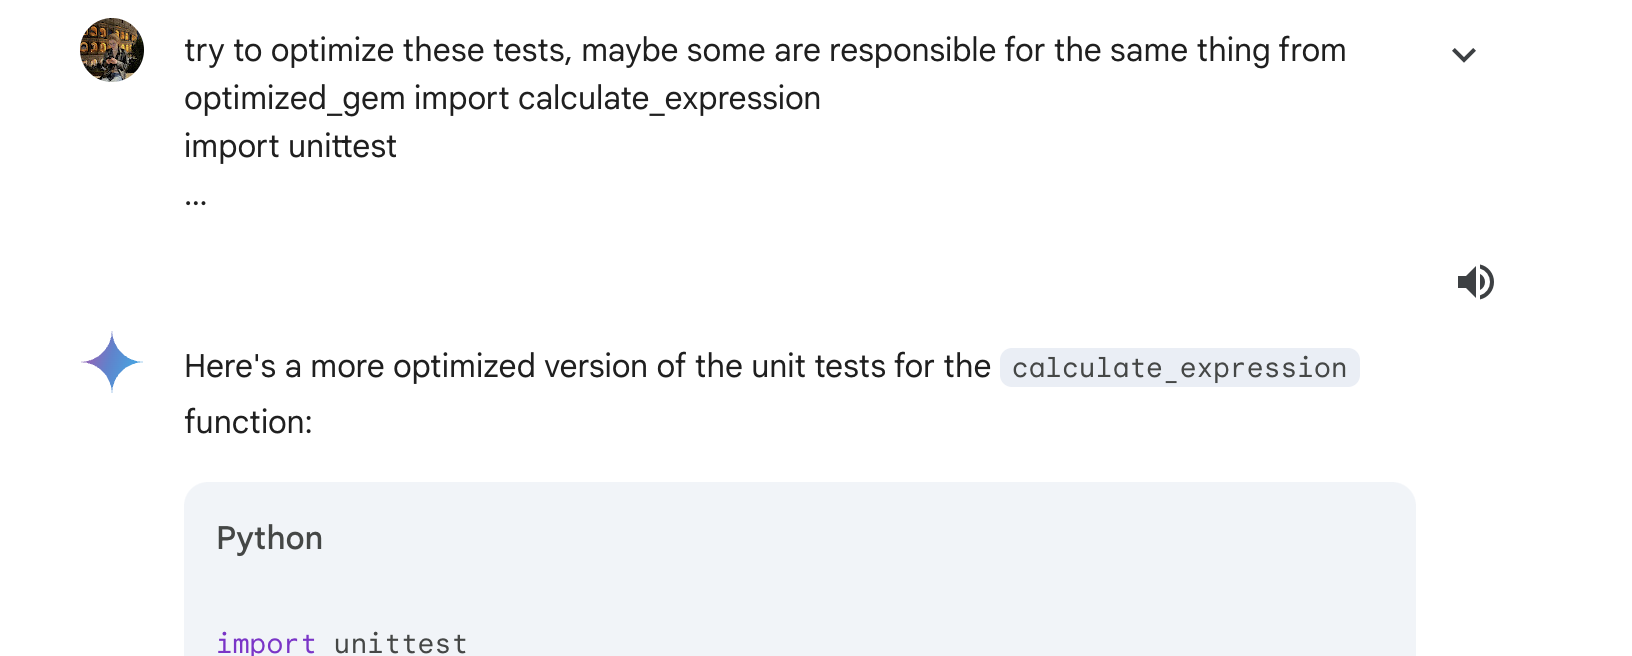 try to optimize these tests, maybe some are responsible for the same thing from
optimized_gem import calculate_expression
import unittest
...
Here's a more optimized version of the unit tests for the calculate_expression
function:
Python
import unittest